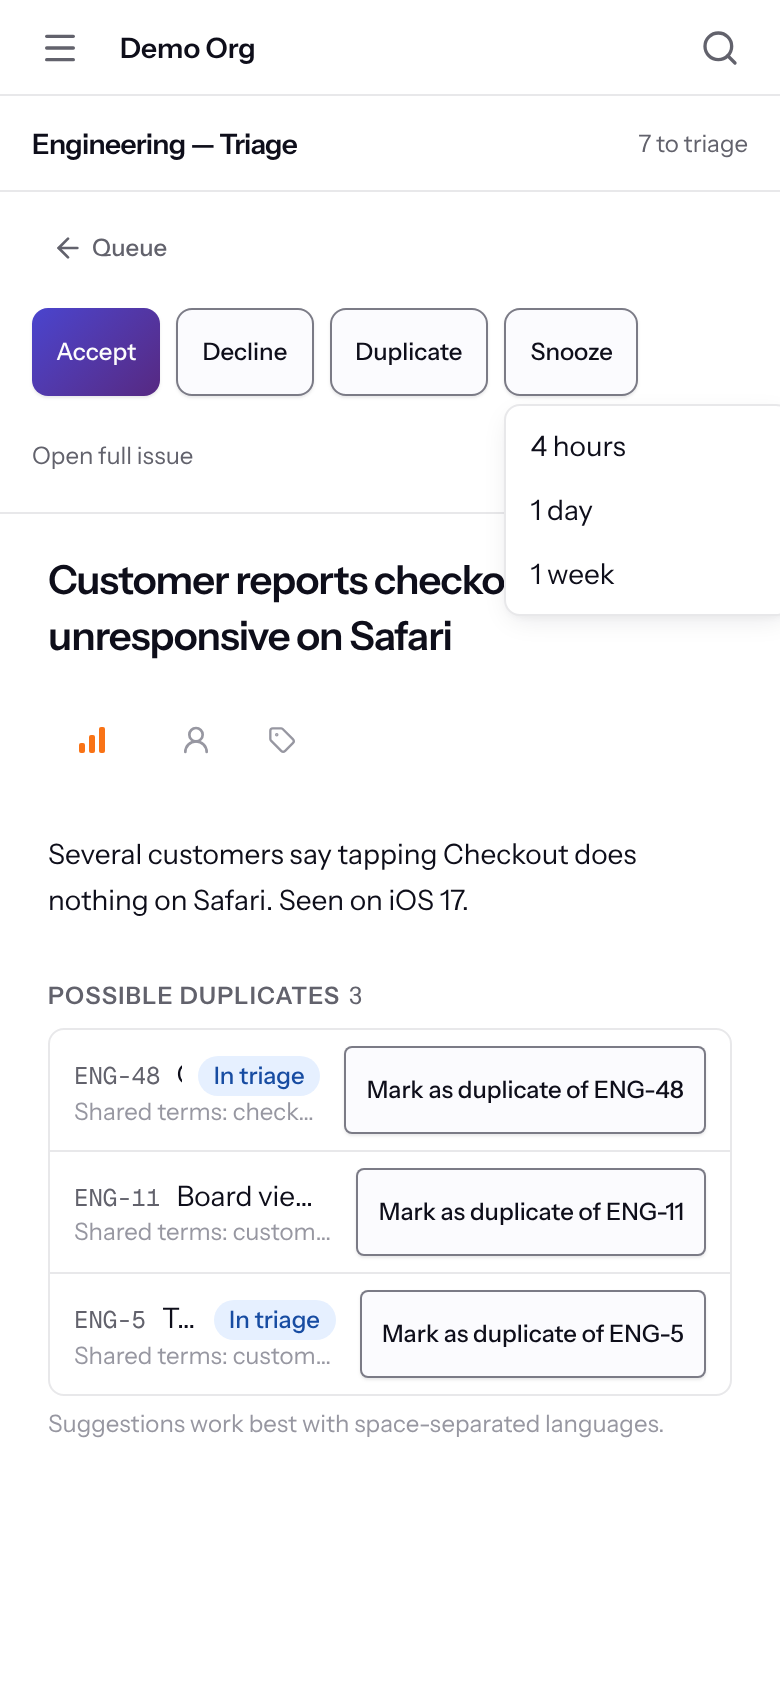 Demo Org
Engineering — Triage
7 to triage
Queue
Accept
Decline
Duplicate
Snooze
4 hours
1 day
1 week
Open full issue
Customer reports checko
unresponsive on Safari
Several customers say tapping Checkout does
nothing on Safari. Seen on iOS 17.
POSSIBLE DUPLICATES 3
ENG-48
In triage
Shared terms: check...
Mark as duplicate of ENG-48
ENG-11 Board vie...
Shared terms: custom...
Mark as duplicate of ENG-11
ENG-5 T...
In triage
Shared terms: custom...
Mark as duplicate of ENG-5
Suggestions work best with space-separated languages.